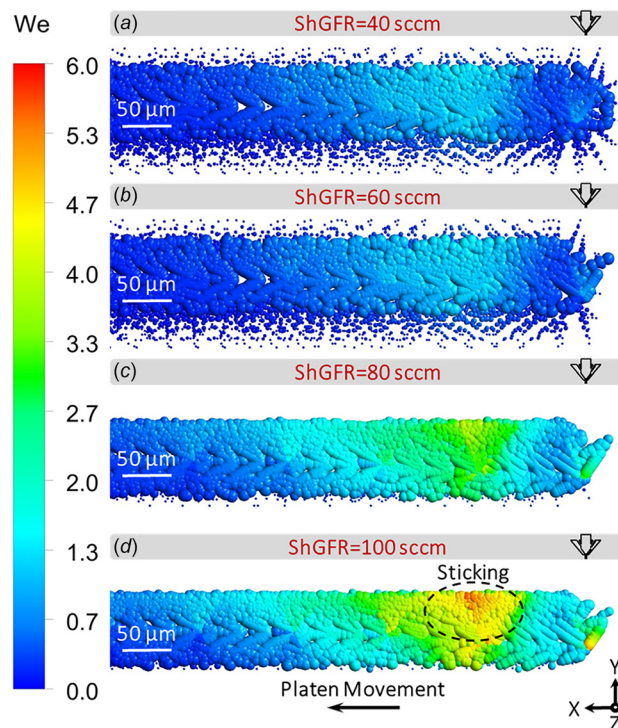 We
6.0
5.3
4.7
4.0
3.3
2.7
2.0
1.3
0.7
0.0
(a) ShGFR=40 sccm
50 μm
(b) ShGFR=60 sccm
50 μm
(c) ShGFR=80 sccm
50 μm
(d) ShGFR=100 sccm
Sticking
50 μm
Platen Movement
Y
X
Z